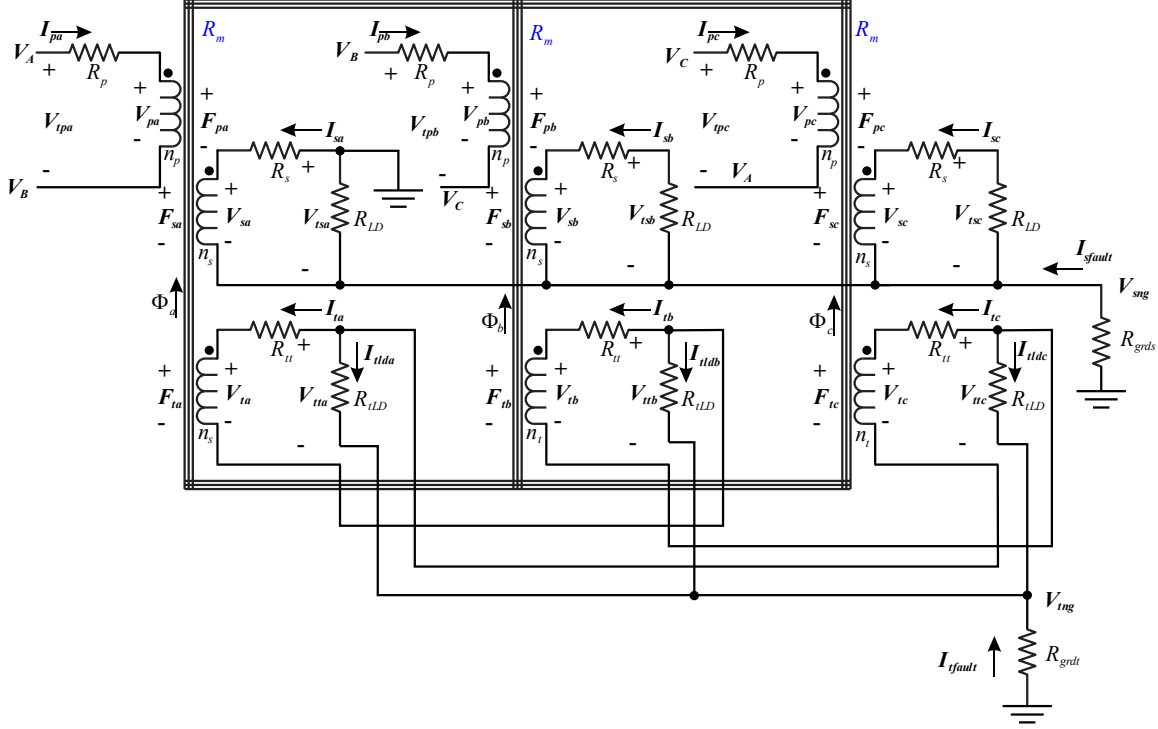 I_pa
V_A
+
R_p
R_m
+
V_pa
-
n_p
V_tpa
-
V_B
+
F_pa
-
I_sa
R_s
+
+
F_sa
-
+
V_sa
-
n_s
V_tsa
R_LD
-
Φ_a
I_pb
V_B
+
R_p
R_m
+
V_pb
-
n_p
V_tpb
-
V_C
+
F_pb
-
I_sb
R_s
+
+
F_sb
-
+
V_sb
-
n_s
V_tsb
R_LD
-
Φ_b
I_pc
V_C
+
R_p
R_m
+
V_pc
-
n_p
V_tpc
-
V_A
+
F_pc
-
I_sc
R_s
+
+
F_sc
-
+
V_sc
-
n_s
V_tsc
R_LD
-
Φ_c
I_sfault
V_sng
R_grds
I_ta
R_tt
+
I_tlda
+
F_ta
-
+
V_ta
-
n_s
V_tta
R_tLD
-
I_tb
R_tt
+
I_tldb
+
F_tb
-
+
V_tb
-
n_t
V_ttb
R_tLD
-
I_tc
R_tt
+
I_tldc
+
F_tc
-
+
V_tc
-
n_t
V_ttc
R_tLD
-
V_tng
I_tfault
R_grdt